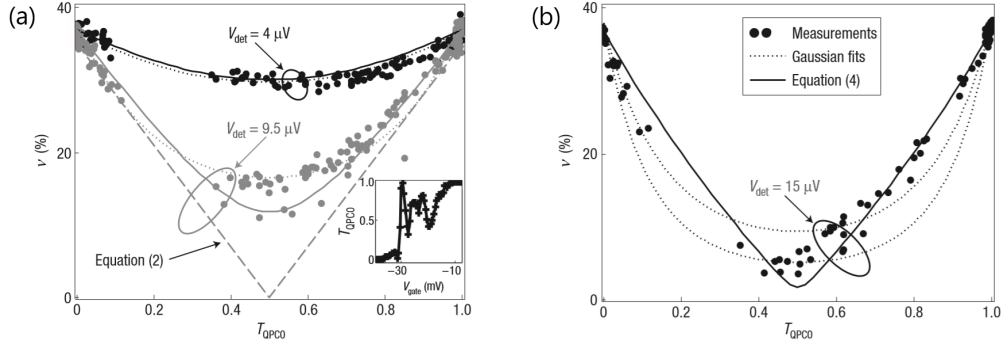 (a)
40
20
0
ν (%)
V_det = 4 μV
V_det = 9.5 μV
Equation (2)
1.0
0.5
0
T_QPC0
−30
−10
V_gate (mV)
0
0.2
0.4
0.6
0.8
1.0
T_QPC0
(b)
40
20
0
ν (%)
Measurements
Gaussian fits
Equation (4)
V_det = 15 μV
0
0.2
0.4
0.6
0.8
1.0
T_QPC0